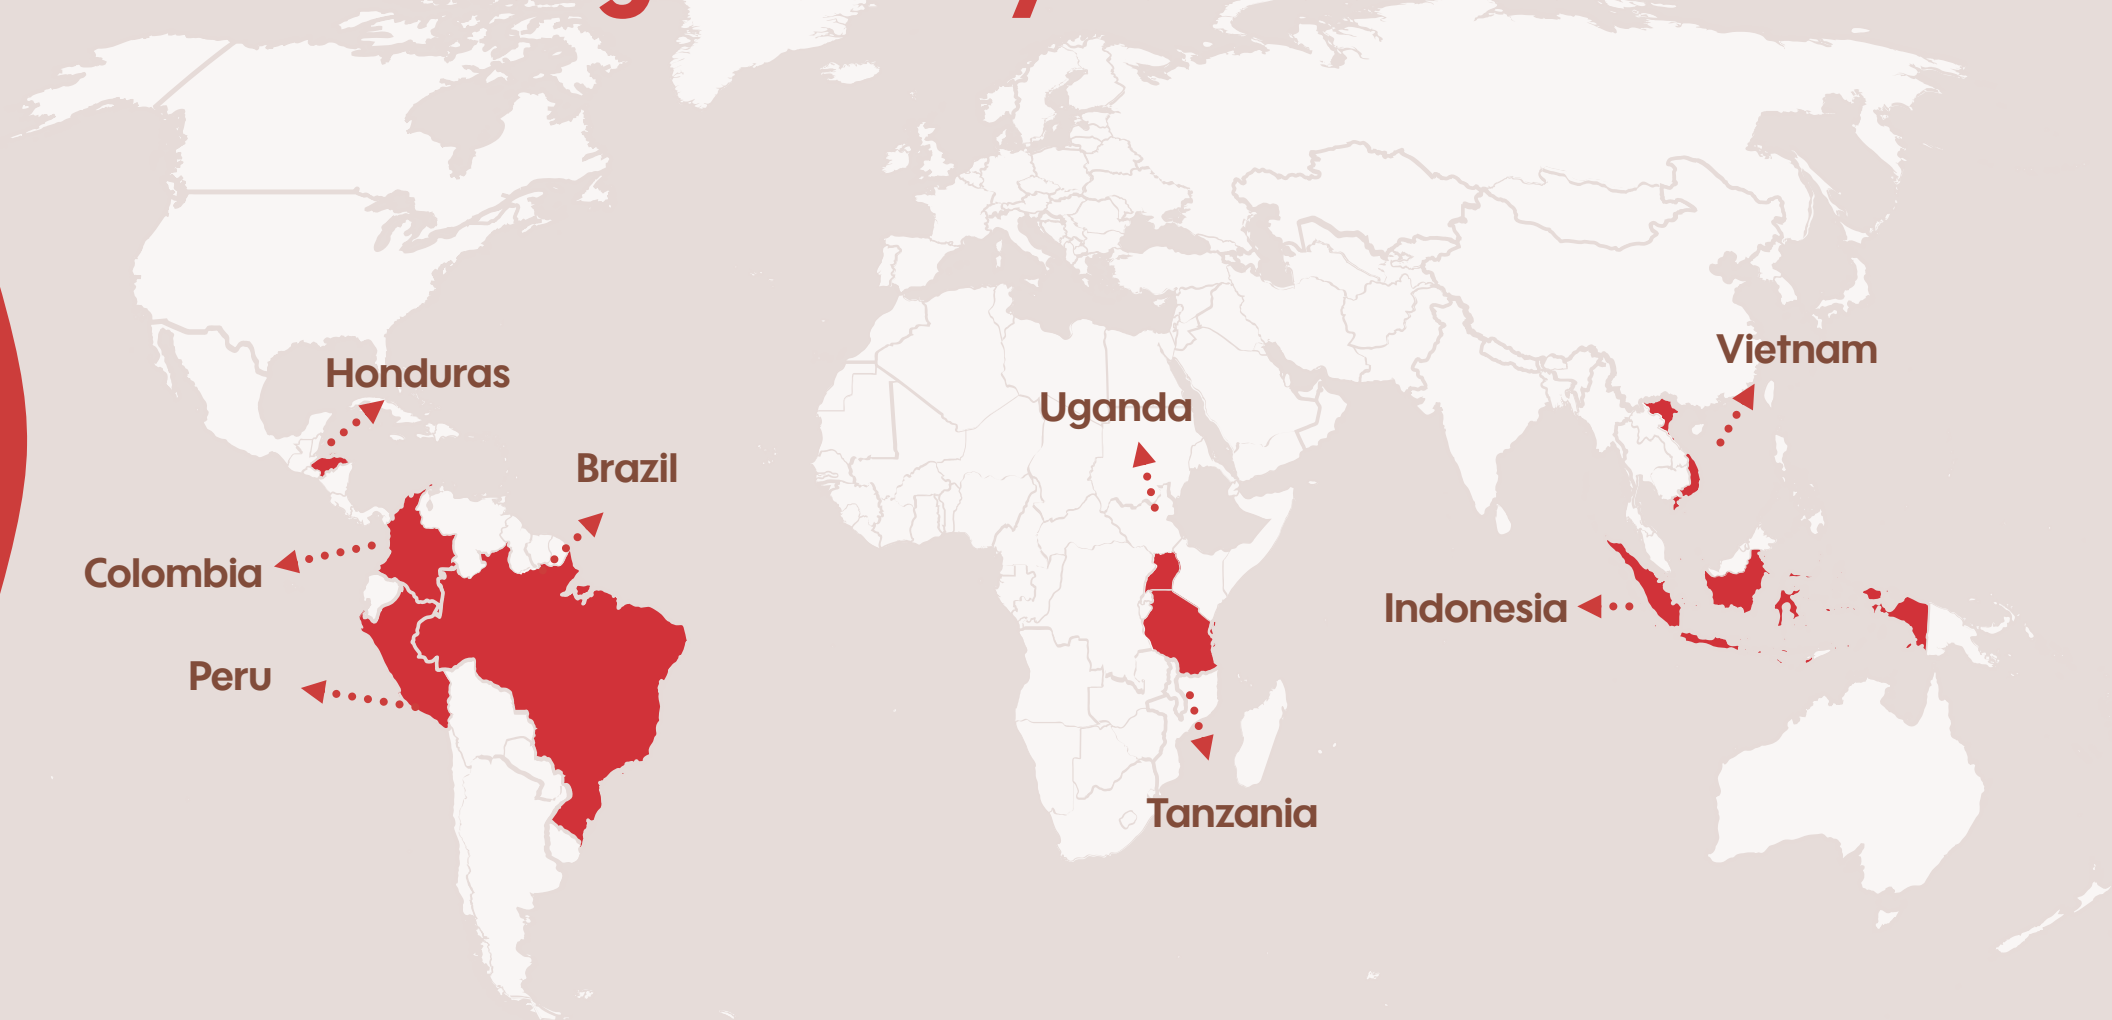 Vietnam
Honduras
Uganda
Brazil
Colombia
Indonesia
Peru
Tanzania